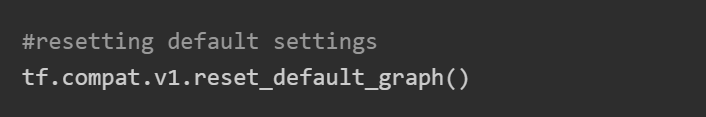 #resetting default settings
tf.compat.v1.reset_default_graph()